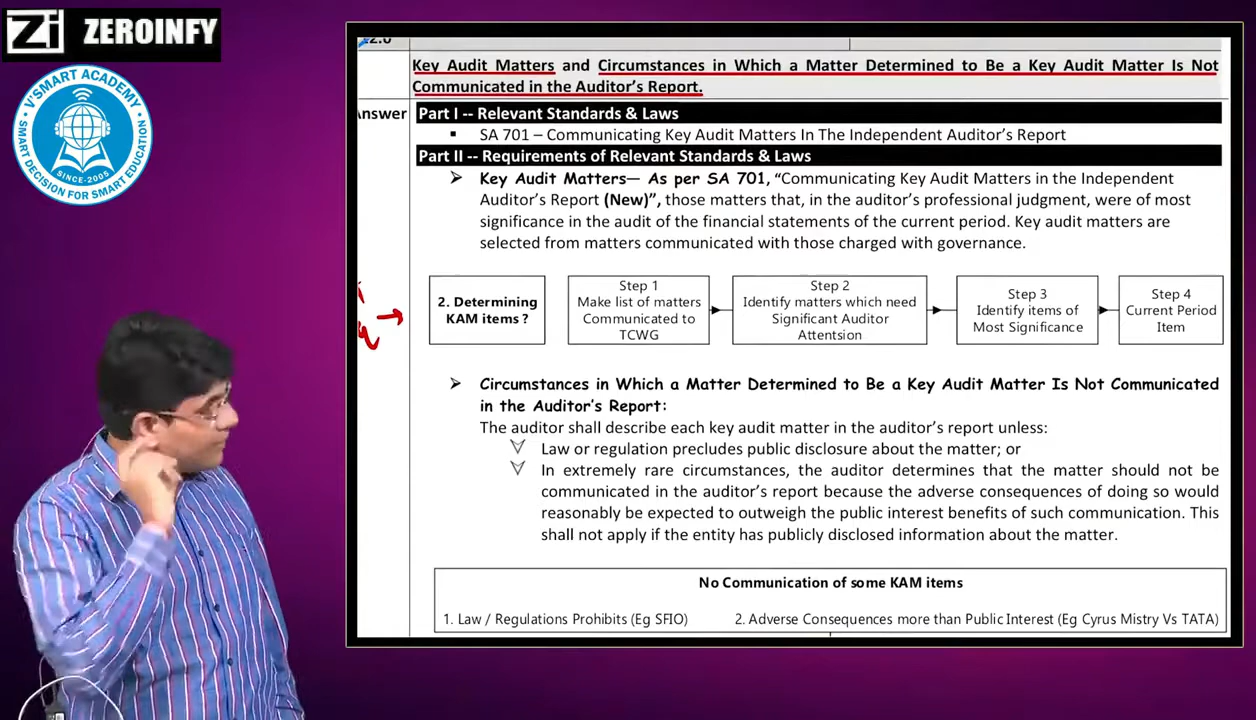 Zi ZEROINFY
V'SMART ACADEMY
SMART DECISION FOR SMART EDUCATION
SINCE-2005
2.0
Key Audit Matters and Circumstances in Which a Matter Determined to Be a Key Audit Matter Is Not
Communicated in the Auditor's Report.
Answer
Part I -- Relevant Standards & Laws
▪ SA 701 – Communicating Key Audit Matters In The Independent Auditor's Report
Part II -- Requirements of Relevant Standards & Laws
➢ Key Audit Matters— As per SA 701, "Communicating Key Audit Matters in the Independent
Auditor's Report (New)", those matters that, in the auditor's professional judgment, were of most
significance in the audit of the financial statements of the current period. Key audit matters are
selected from matters communicated with those charged with governance.
2. Determining
KAM items ?
Step 1
Make list of matters
Communicated to
TCWG
Step 2
Identify matters which need
Significant Auditor
Attentsion
Step 3
Identify items of
Most Significance
Step 4
Current Period
Item
➢ Circumstances in Which a Matter Determined to Be a Key Audit Matter Is Not Communicated
in the Auditor's Report:
The auditor shall describe each key audit matter in the auditor's report unless:
Law or regulation precludes public disclosure about the matter; or
In extremely rare circumstances, the auditor determines that the matter should not be
communicated in the auditor's report because the adverse consequences of doing so would
reasonably be expected to outweigh the public interest benefits of such communication. This
shall not apply if the entity has publicly disclosed information about the matter.
No Communication of some KAM items
1. Law / Regulations Prohibits (Eg SFIO) 2. Adverse Consequences more than Public Interest (Eg Cyrus Mistry Vs TATA)